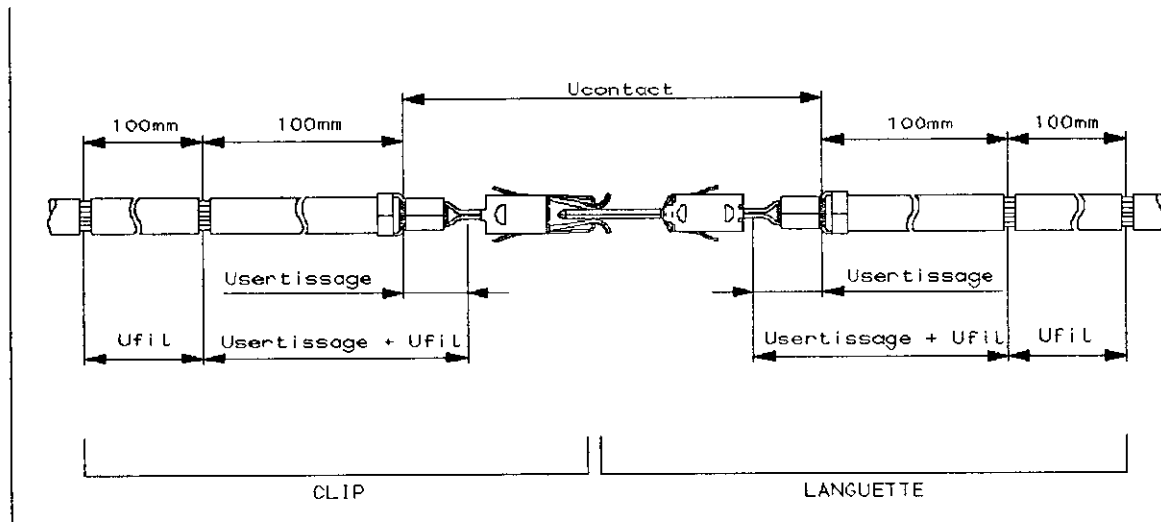 Ucontact
100mm 100mm 100mm 100mm
Usertissage Usertissage
Ufil Usertissage + Ufil Usertissage + Ufil Ufil
CLIP LANGUETTE